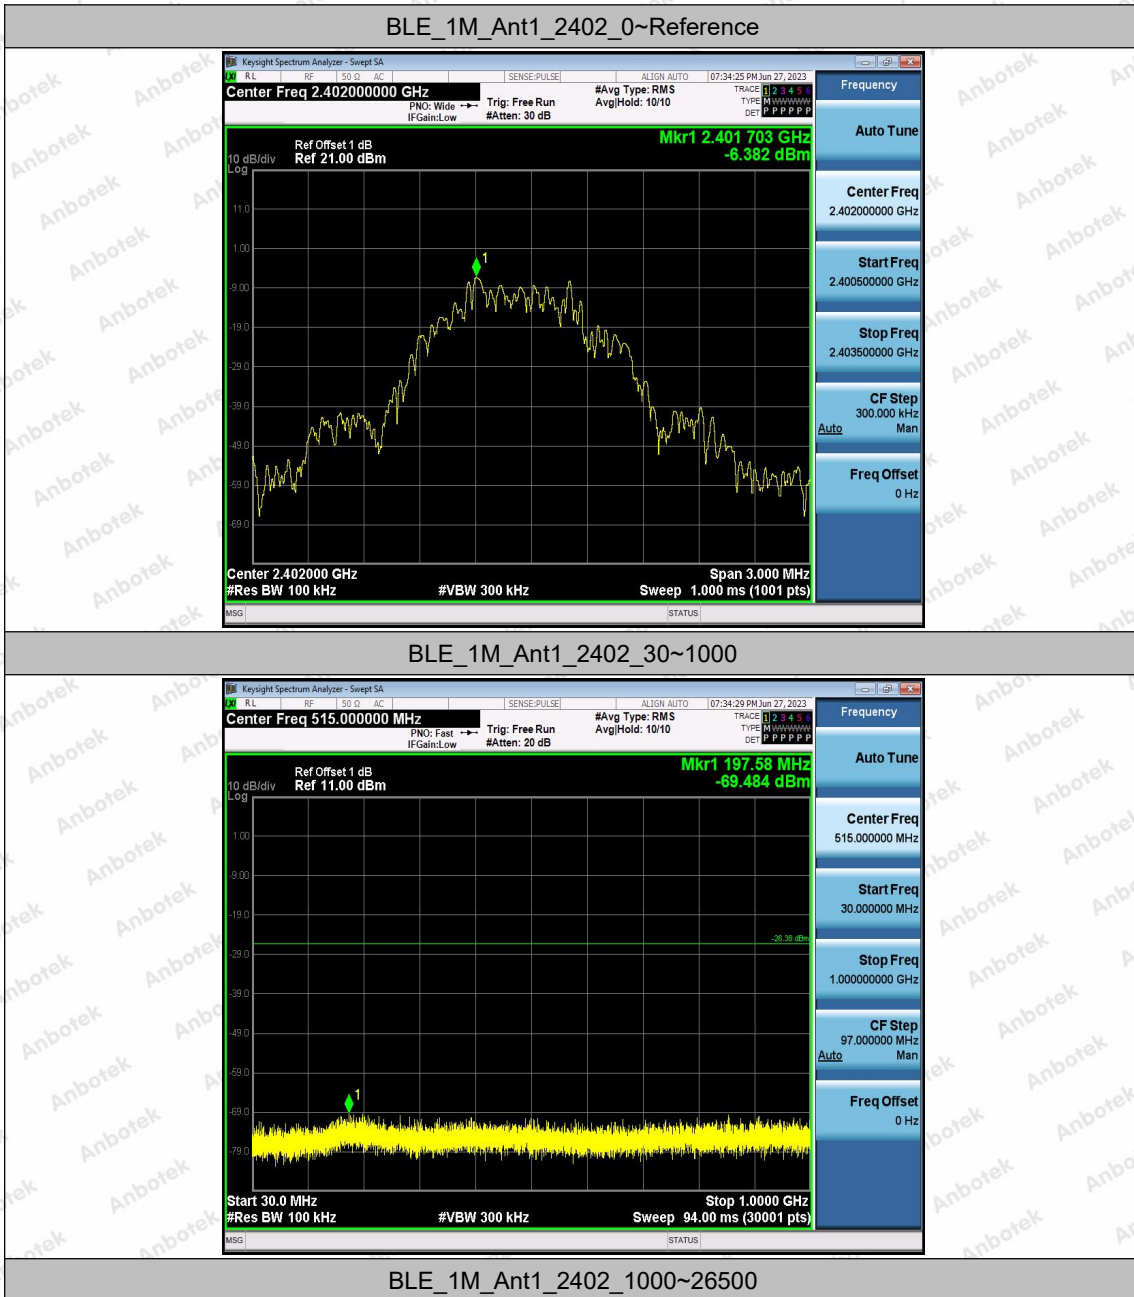 BLE_1M_Ant1_2402_0~Reference
Keysight Spectrum Analyzer - Swept SA
LXI RL RF 50 Ω AC SENSE:PULSE ALIGN AUTO 07:34:25 PM Jun 27, 2023
Center Freq 2.402000000 GHz #Avg Type: RMS TRACE 1 2 3 4 5 6
PNO: Wide Trig: Free Run Avg|Hold: 10/10 TYPE M WWWWW
IFGain:Low #Atten: 30 dB DET P P P P P P
Mkr1 2.401 703 GHz
-6.382 dBm
Ref Offset 1 dB
10 dB/div Ref 21.00 dBm
Log
11.0
1.00
-9.00
-19.0
-29.0
-39.0
-49.0
-59.0
-69.0
1
Center 2.402000 GHz Span 3.000 MHz
#Res BW 100 kHz #VBW 300 kHz Sweep 1.000 ms (1001 pts)
MSG STATUS
Frequency
Auto Tune
Center Freq
2.402000000 GHz
Start Freq
2.400500000 GHz
Stop Freq
2.403500000 GHz
CF Step
300.000 kHz
Auto Man
Freq Offset
0 Hz
BLE_1M_Ant1_2402_30~1000
Keysight Spectrum Analyzer - Swept SA
LXI RL RF 50 Ω AC SENSE:PULSE ALIGN AUTO 07:34:29 PM Jun 27, 2023
Center Freq 515.000000 MHz #Avg Type: RMS TRACE 1 2 3 4 5 6
PNO: Fast Trig: Free Run Avg|Hold: 10/10 TYPE M WWWWW
IFGain:Low #Atten: 20 dB DET P P P P P P
Mkr1 197.58 MHz
-69.484 dBm
Ref Offset 1 dB
10 dB/div Ref 11.00 dBm
Log
1.00
-9.00
-19.0
-26.38 dBm
-29.0
-39.0
-49.0
-59.0
-69.0
-79.0
1
Start 30.0 MHz Stop 1.0000 GHz
#Res BW 100 kHz #VBW 300 kHz Sweep 94.00 ms (30001 pts)
MSG STATUS
Frequency
Auto Tune
Center Freq
515.000000 MHz
Start Freq
30.000000 MHz
Stop Freq
1.000000000 GHz
CF Step
97.000000 MHz
Auto Man
Freq Offset
0 Hz
BLE_1M_Ant1_2402_1000~26500
Anbotek